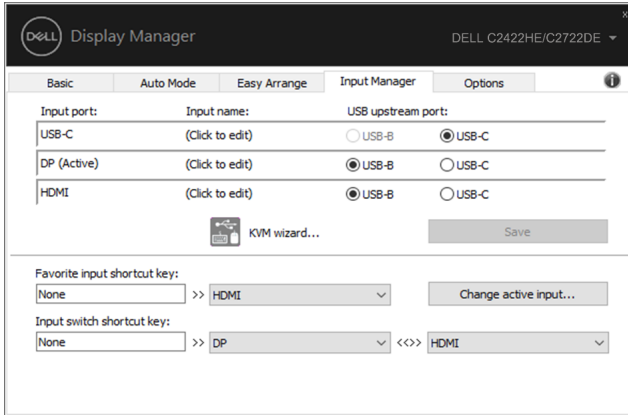 DELL Display Manager
DELL C2422HE/C2722DE
Basic Auto Mode Easy Arrange Input Manager Options
Input port: Input name: USB upstream port:
USB-C (Click to edit) USB-B USB-C
DP (Active) (Click to edit) USB-B USB-C
HDMI (Click to edit) USB-B USB-C
KVM wizard... Save
Favorite input shortcut key:
None >> HDMI Change active input...
Input switch shortcut key:
None >> DP <<>> HDMI